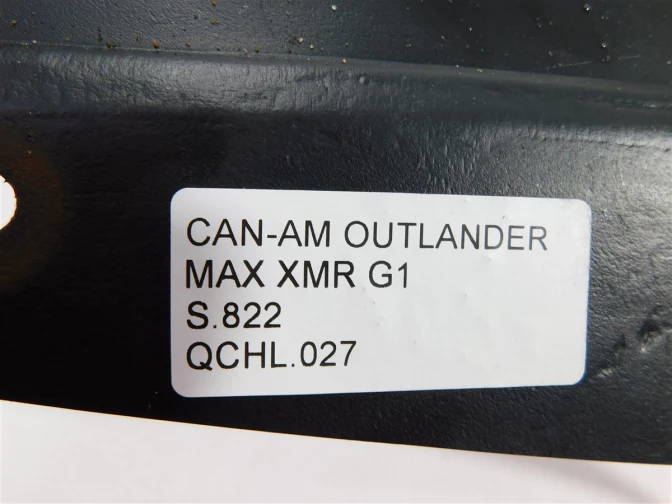 CAN-AM OUTLANDER
MAX XMR G1
S.822
QCHL.027